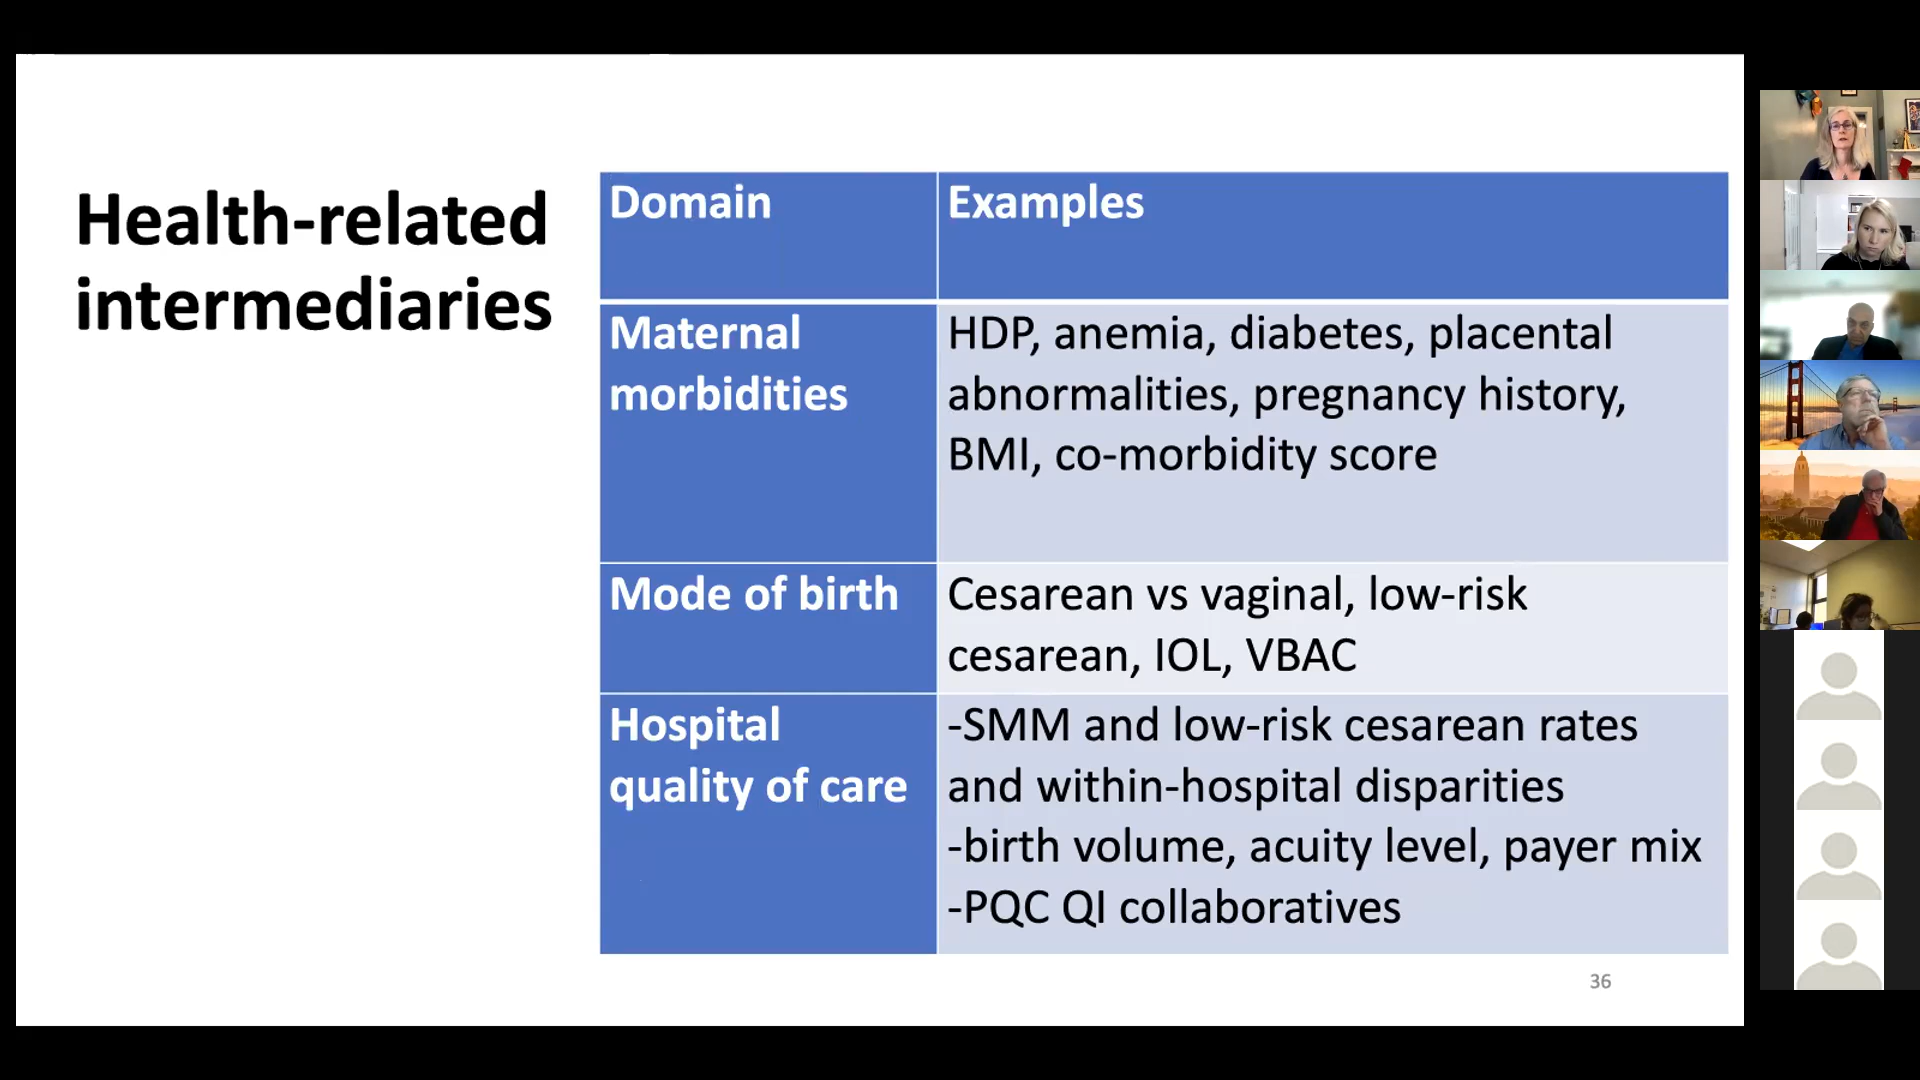 Health-related
intermediaries
Domain
Examples
Maternal
morbidities
HDP, anemia, diabetes, placental
abnormalities, pregnancy history,
BMI, co-morbidity score
Mode of birth
Cesarean vs vaginal, low-risk
cesarean, IOL, VBAC
Hospital
quality of care
-SMM and low-risk cesarean rates
and within-hospital disparities
-birth volume, acuity level, payer mix
-PQC QI collaboratives
36